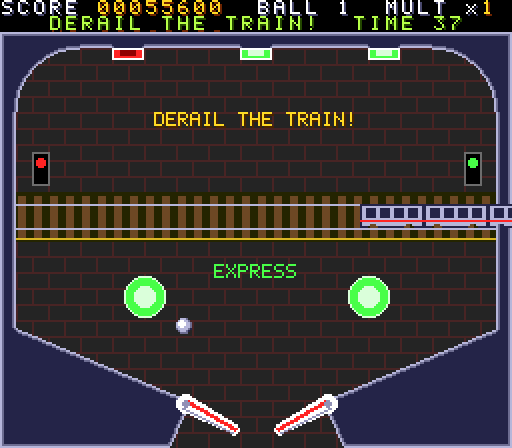 SCORE 00055600 BALL 1 MULT x1
DERAIL THE TRAIN! TIME 37
DERAIL THE TRAIN!
EXPRESS